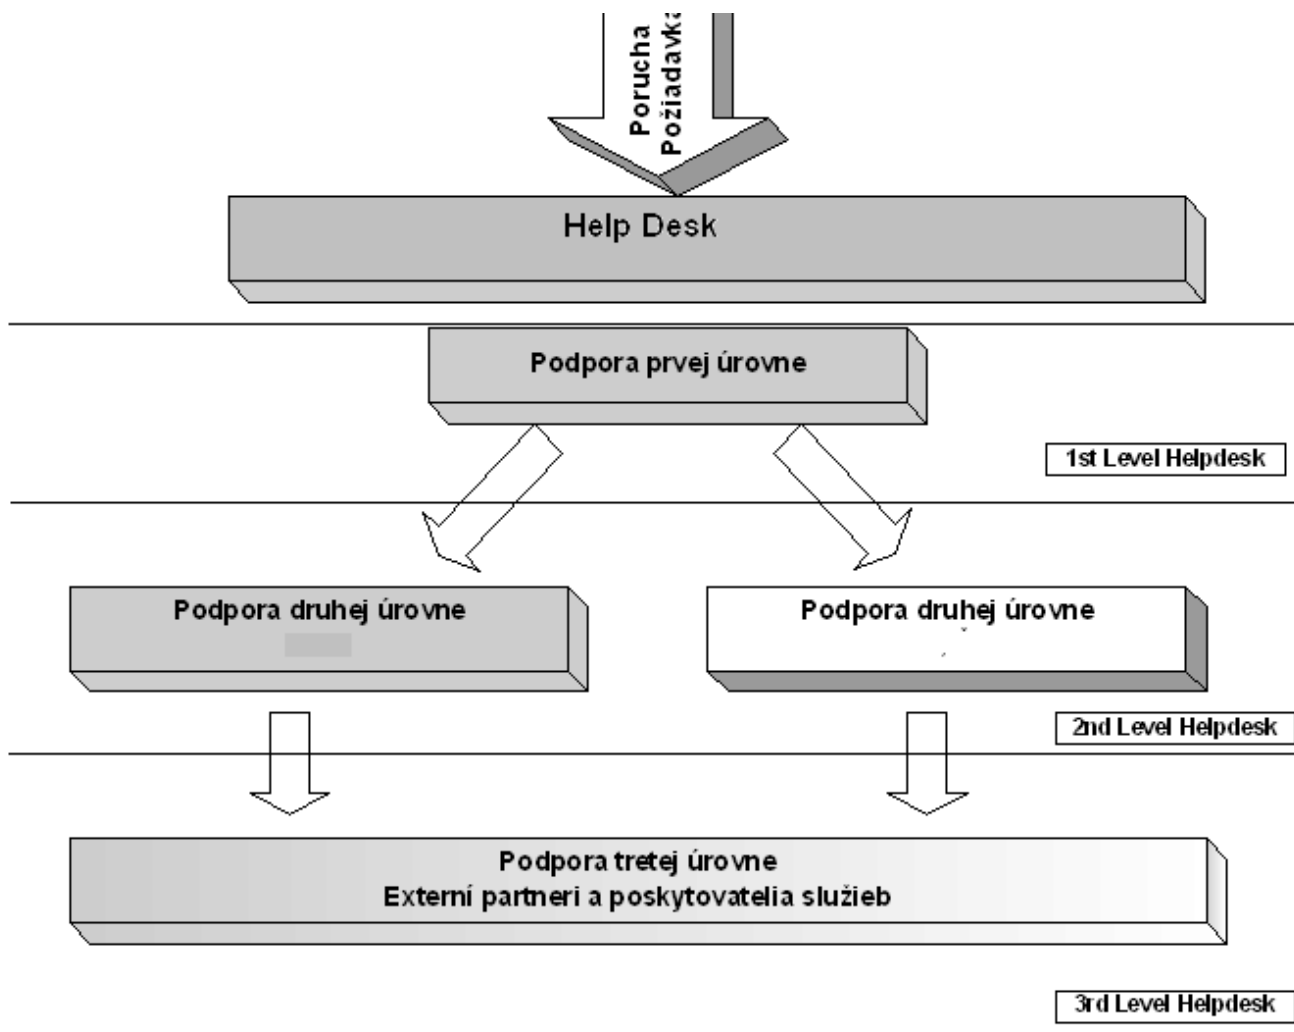 Porucha
Požiadavka
Help Desk
Podpora prvej úrovne
1st Level Helpdesk
Podpora druhej úrovne
Podpora druhej úrovne
2nd Level Helpdesk
Podpora tretej úrovne
Externí partneri a poskytovatelia služieb
3rd Level Helpdesk